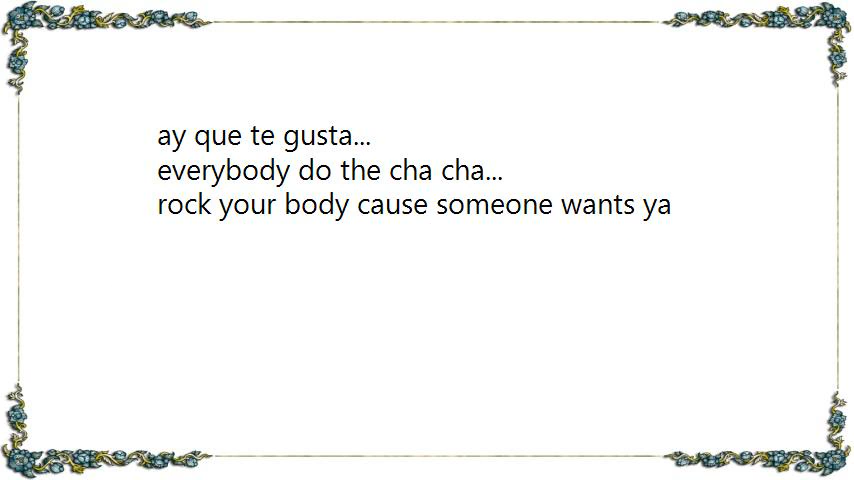 ay que te gusta...
everybody do the cha cha...
rock your body cause someone wants ya